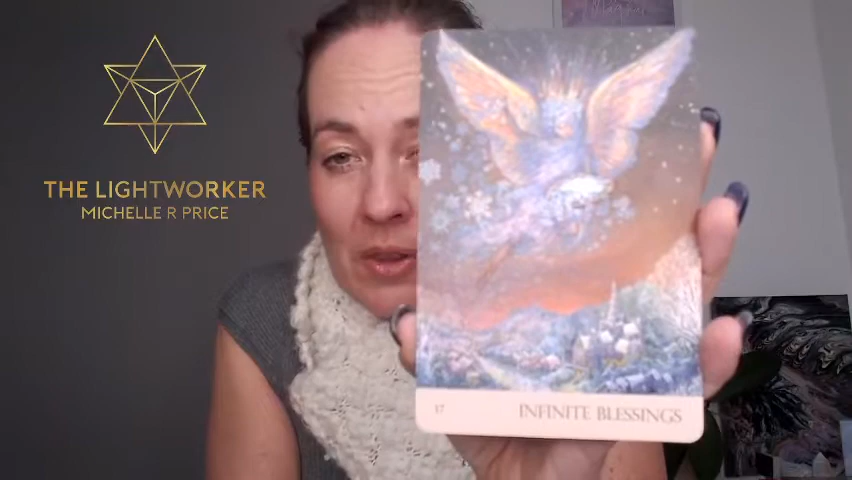 THE LIGHTWORKER
MICHELLE R PRICE
17
INFINITE BLESSINGS